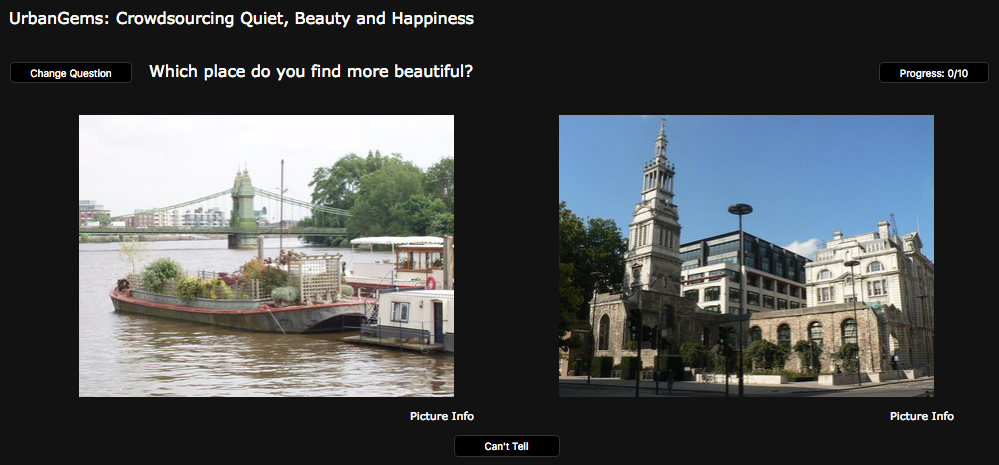 UrbanGems: Crowdsourcing Quiet, Beauty and Happiness
Change Question
Which place do you find more beautiful?
Progress: 0/10
Picture Info
Picture Info
Can't Tell